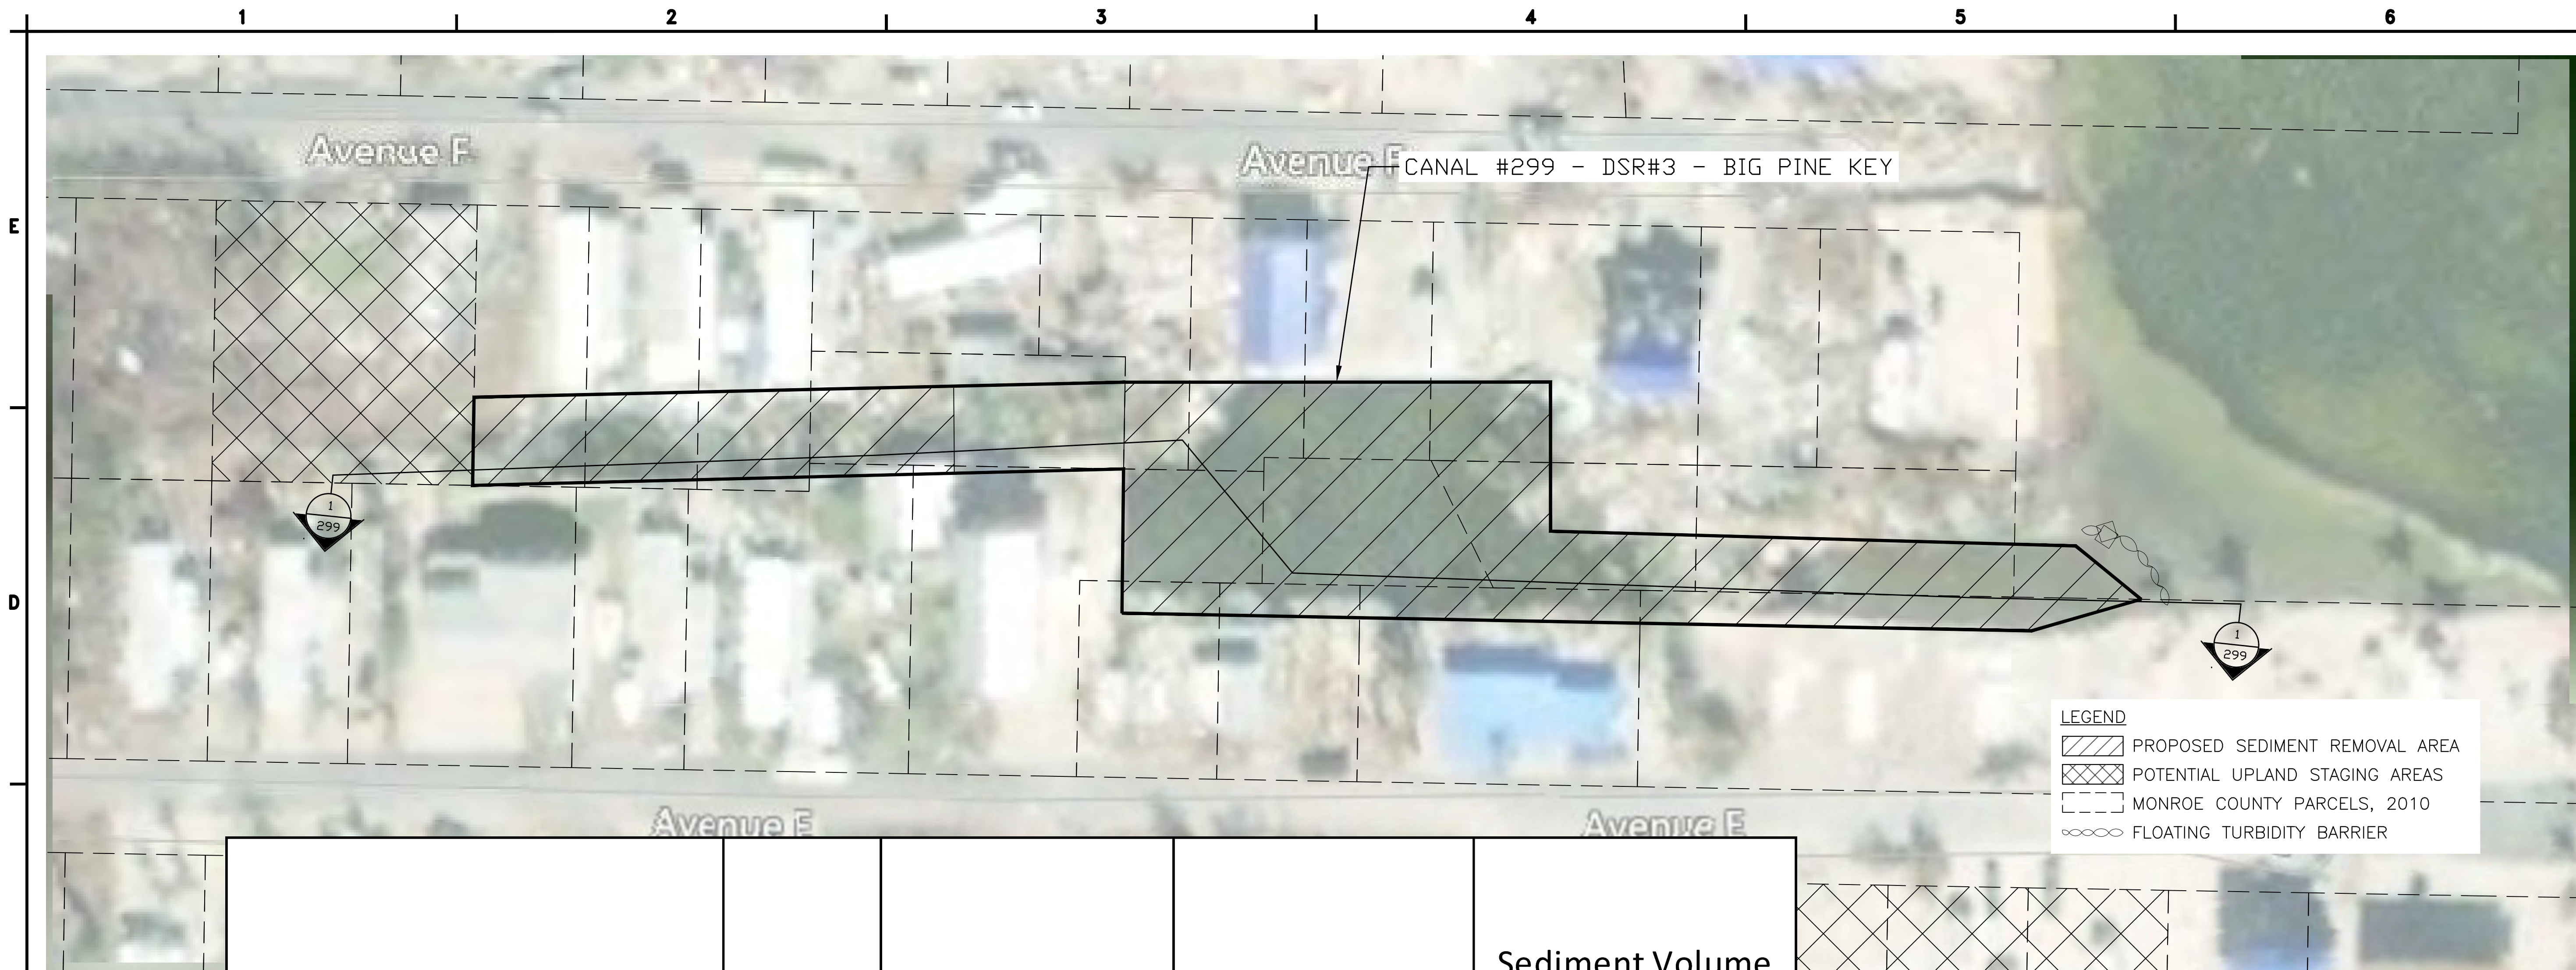 1 2 3 4 5 6
Avenue F
Avenue F
CANAL #299 - DSR#3 - BIG PINE KEY
E
1
299
D
1
299
LEGEND
PROPOSED SEDIMENT REMOVAL AREA
POTENTIAL UPLAND STAGING AREAS
MONROE COUNTY PARCELS, 2010
FLOATING TURBIDITY BARRIER
Avenue E
Avenue E
Sediment Volume